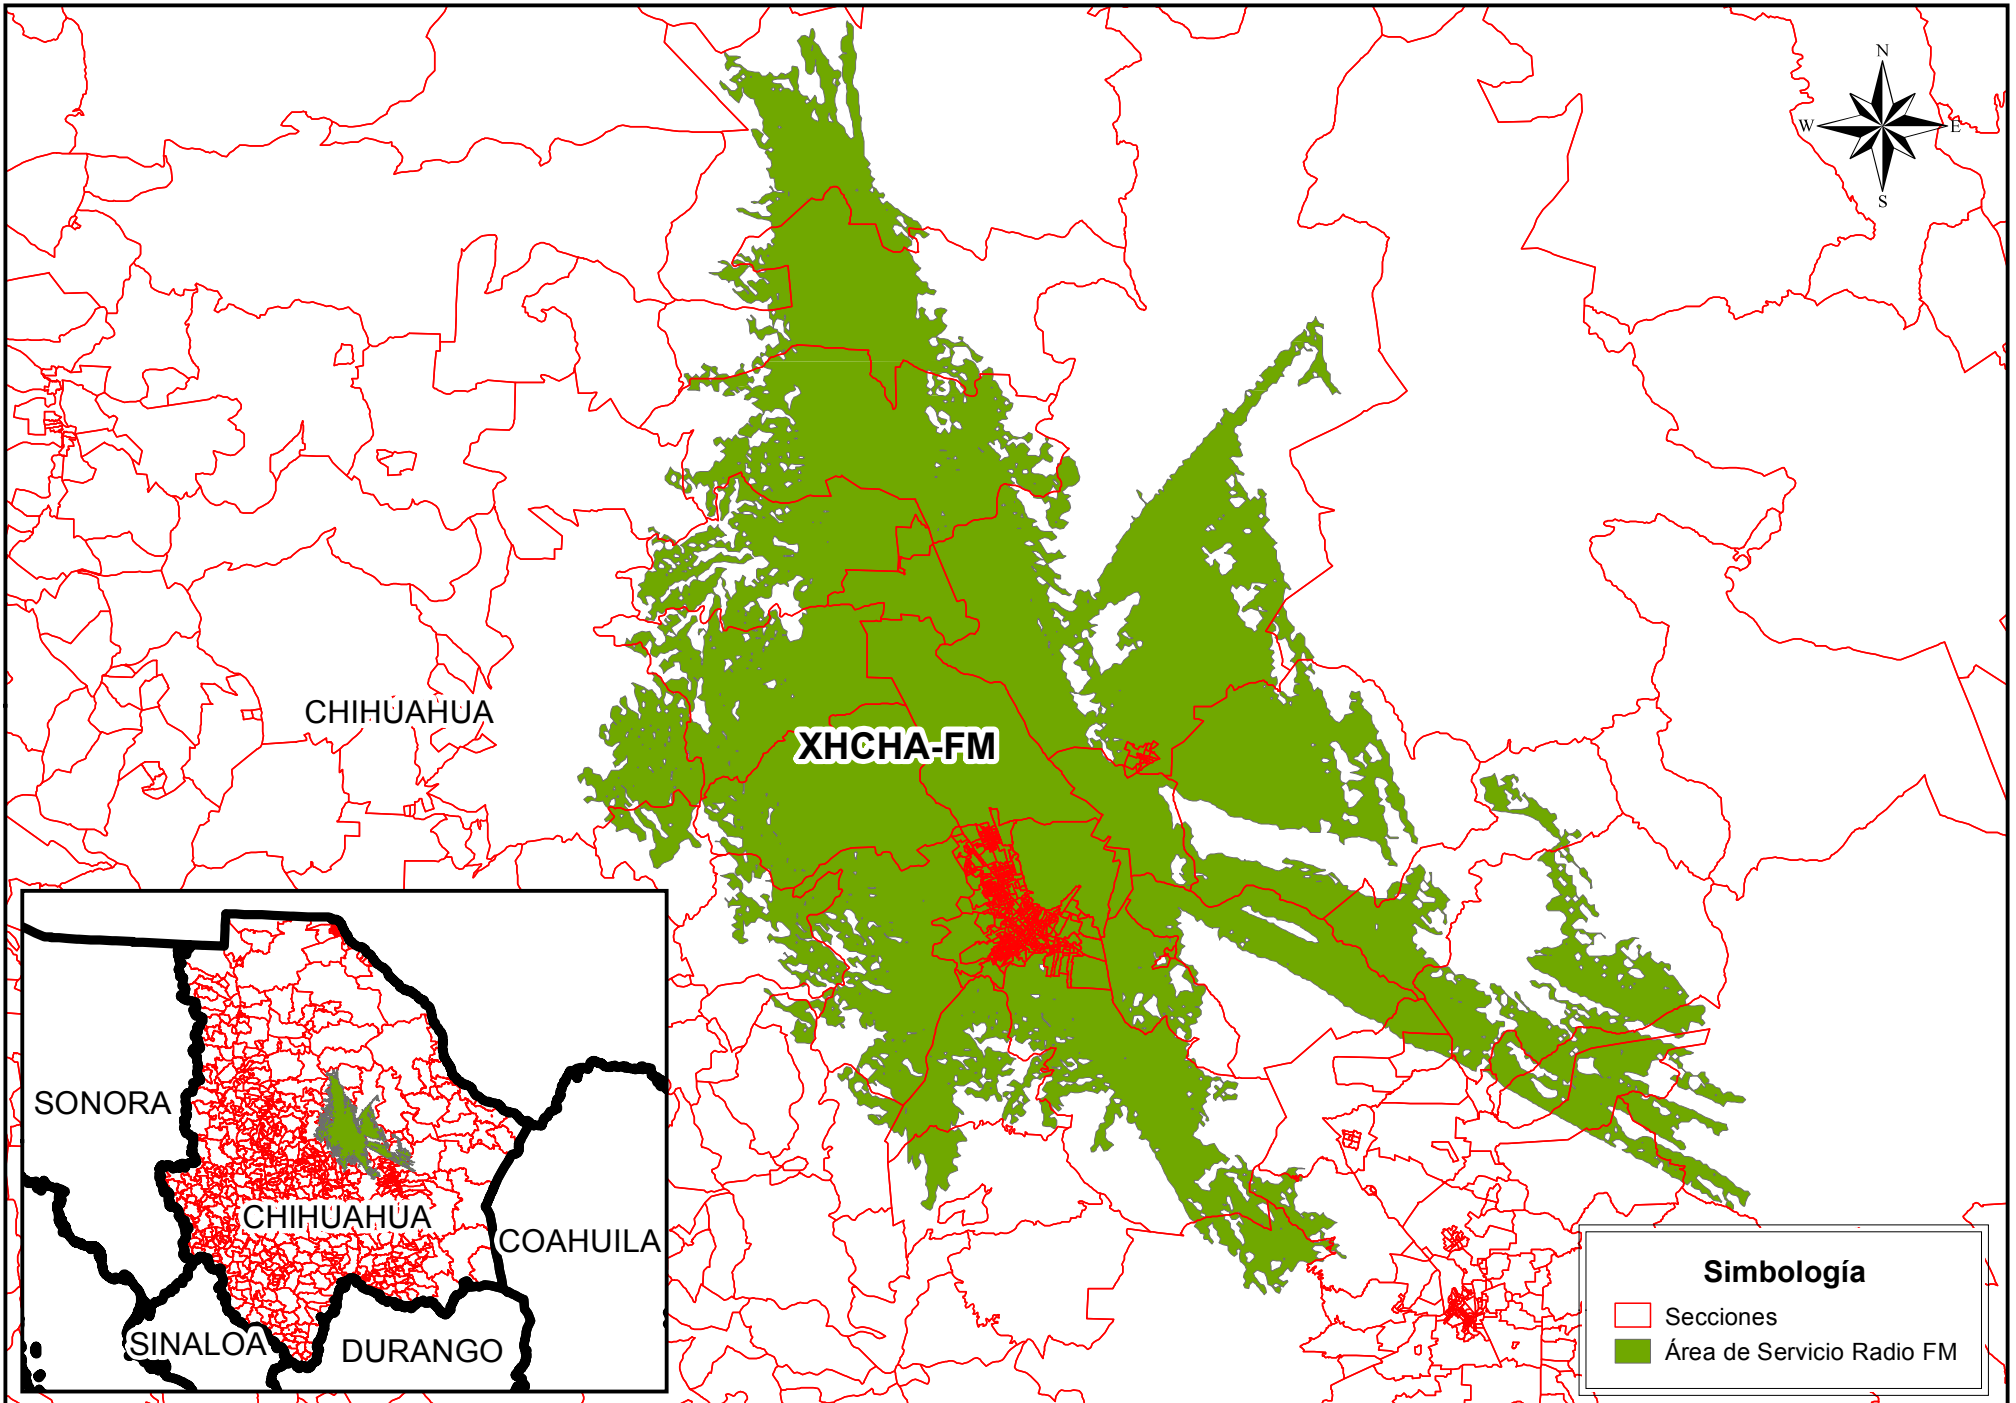 N
W E
S
CHIHUAHUA
XHCHA-FM
SONORA
CHIHUAHUA
COAHUILA
SINALOA
DURANGO
Simbología
Secciones
Área de Servicio Radio FM